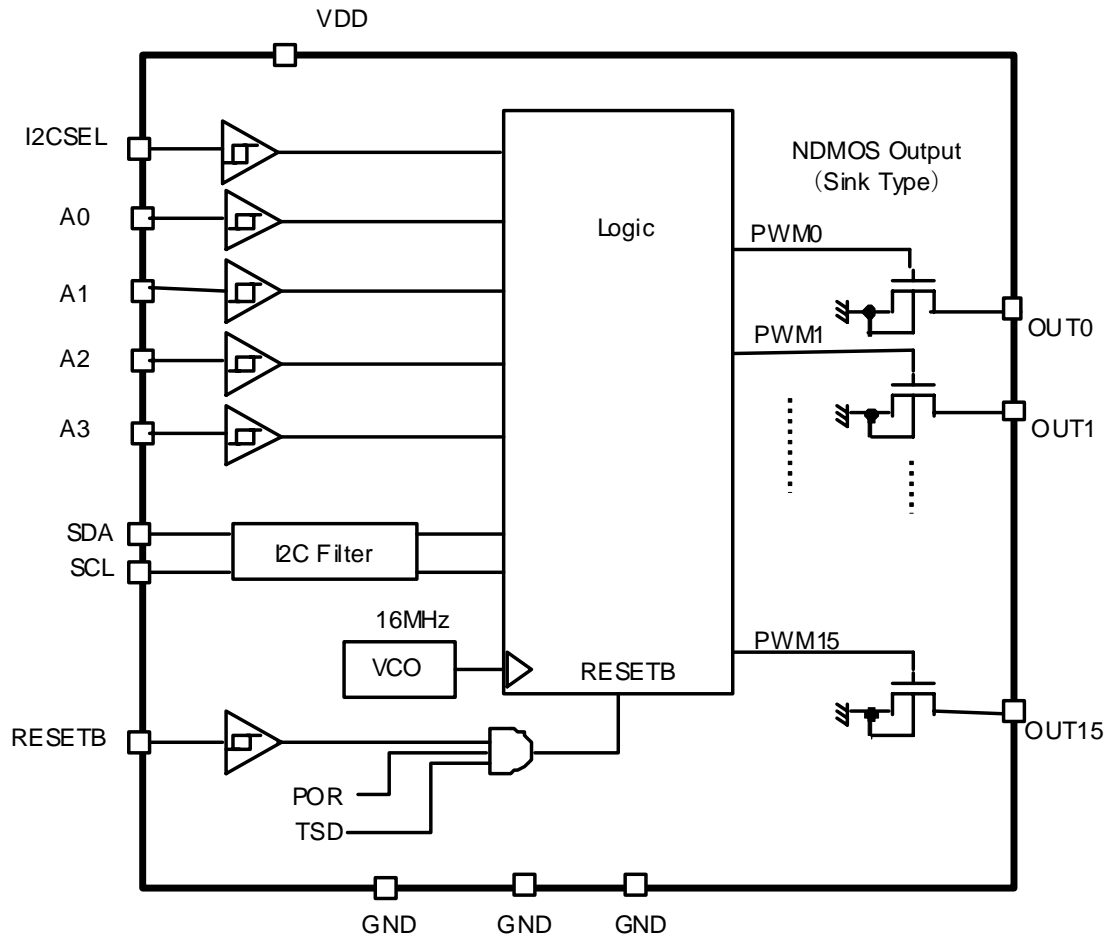 VDD
I2CSEL
A0
A1
A2
A3
SDA
SCL
I2C Filter
16MHz
VCO
RESETB
POR
TSD
Logic
RESETB
NDMOS Output
(Sink Type)
PWM0
OUT0
PWM1
OUT1
PWM15
OUT15
GND
GND
GND